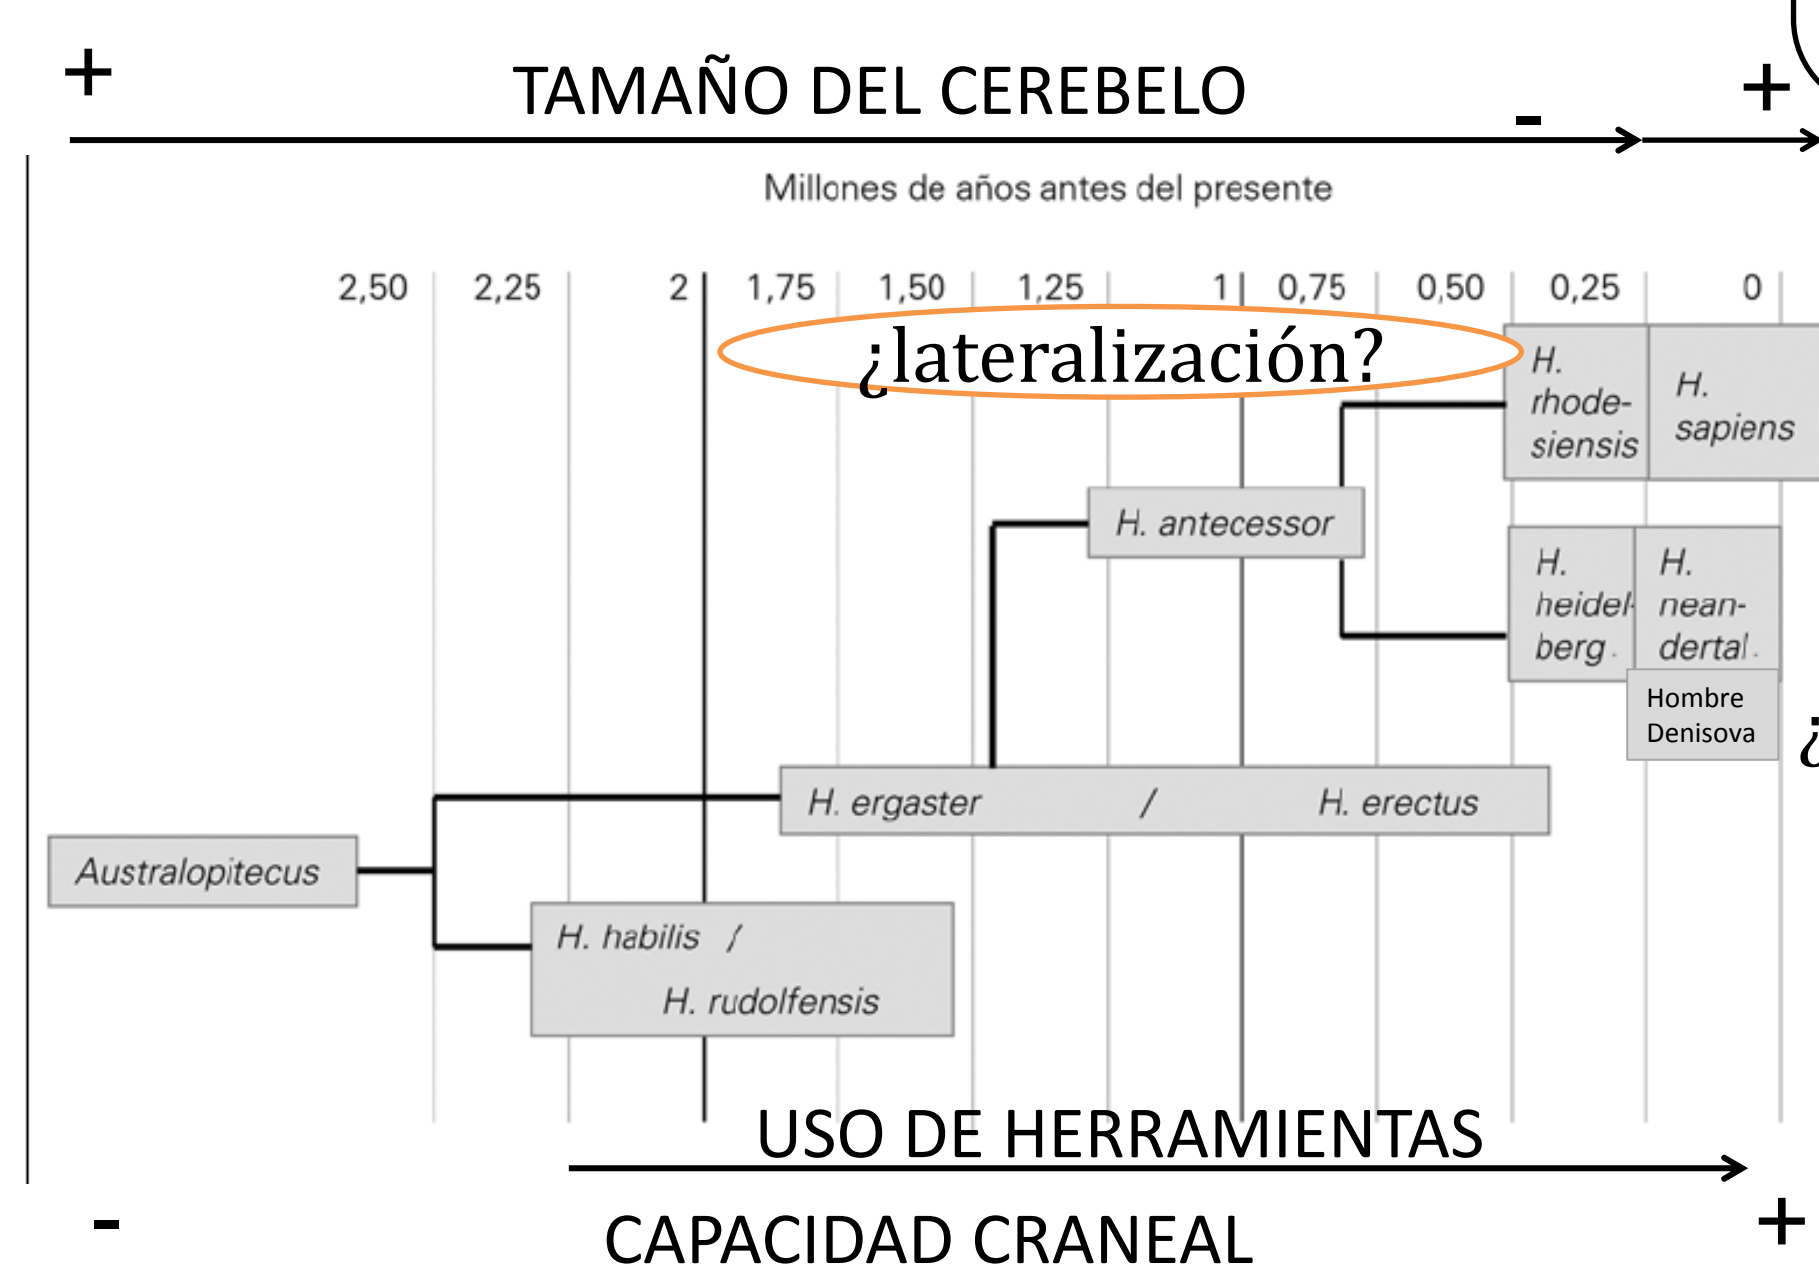 +
TAMAÑO DEL CEREBELO
-
+
Millones de años antes del presente
2,50 2,25 2 1,75 1,50 1,25 1 0,75 0,50 0,25 0
¿lateralización?
H.
rhode-
siensis
H.
sapiens
H. antecessor
H.
heidel-
berg.
H.
nean-
dertal.
Hombre
Denisova
¿
H. ergaster / H. erectus
Australopitecus
H. habilis /
H. rudolfensis
USO DE HERRAMIENTAS
-
CAPACIDAD CRANEAL
+